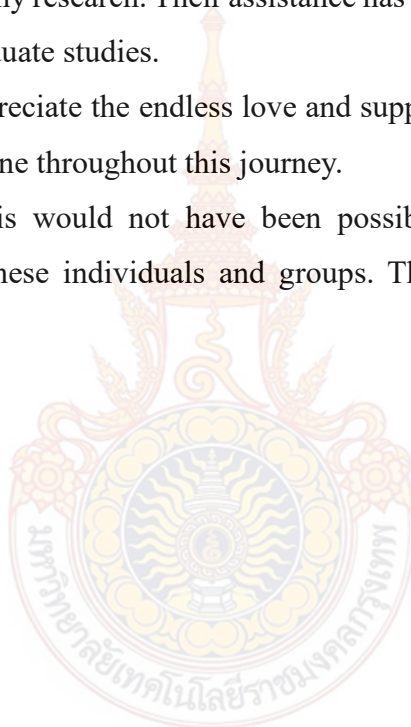 research. Their assistance has
uate studies.
reciate the endless love and supp
ne throughout this journey.
is would not have been possib
hese individuals and groups. Th
มหาวิทยาลัยเทคโนโลยีราชมงคลกรุงเทพ